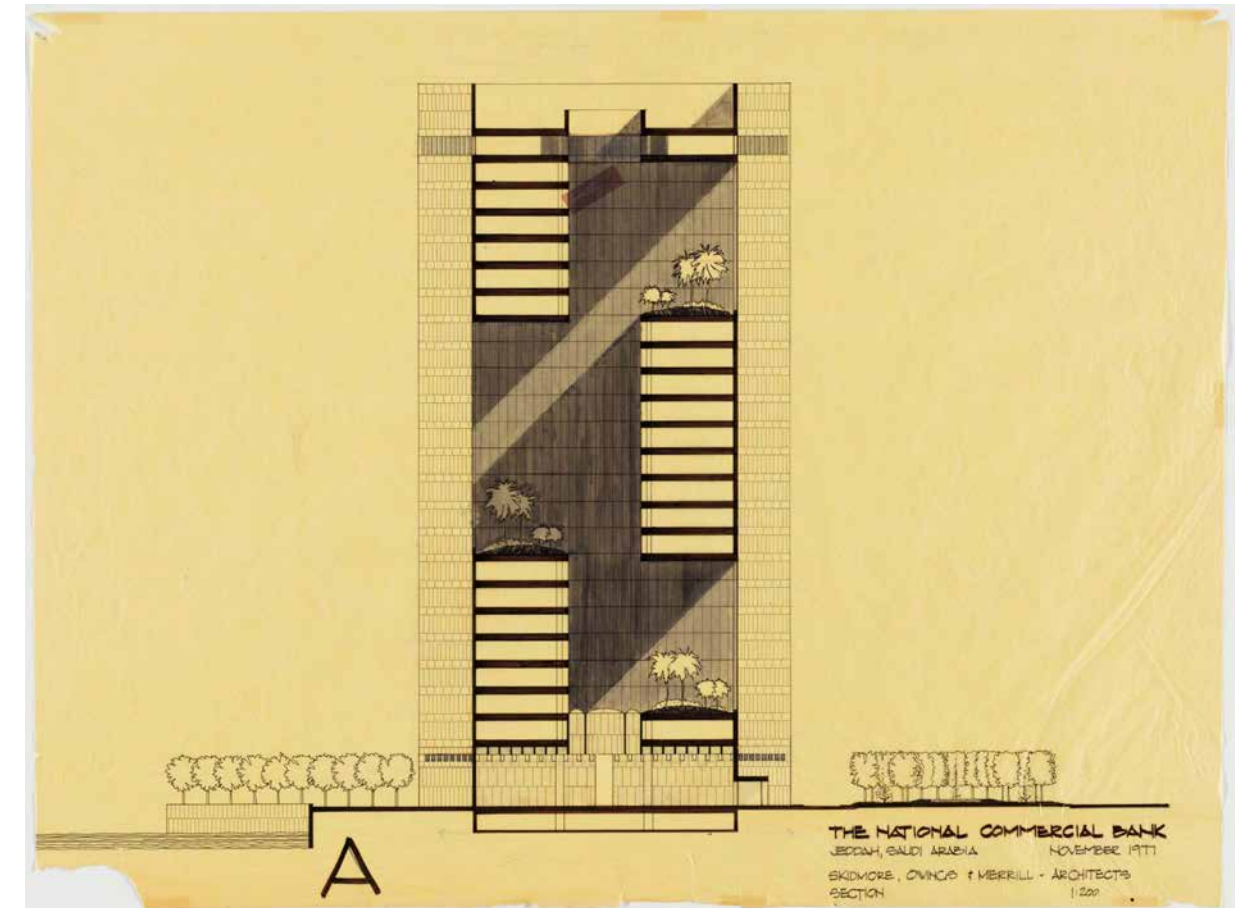 A
THE NATIONAL COMMERCIAL BANK
JEDDAH, SAUDI ARABIA NOVEMBER 1977
SKIDMORE, OWINGS & MERRILL - ARCHITECTS
SECTION 1:200